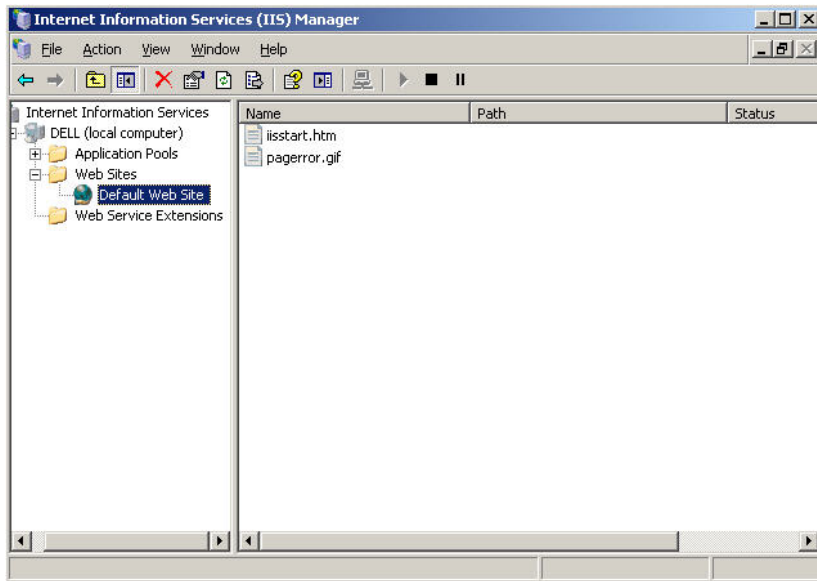 Internet Information Services (IIS) Manager
File Action View Window Help
Internet Information Services
DELL (local computer)
Application Pools
Web Sites
Default Web Site
Web Service Extensions
Name Path Status
iisstart.htm
pagerror.gif